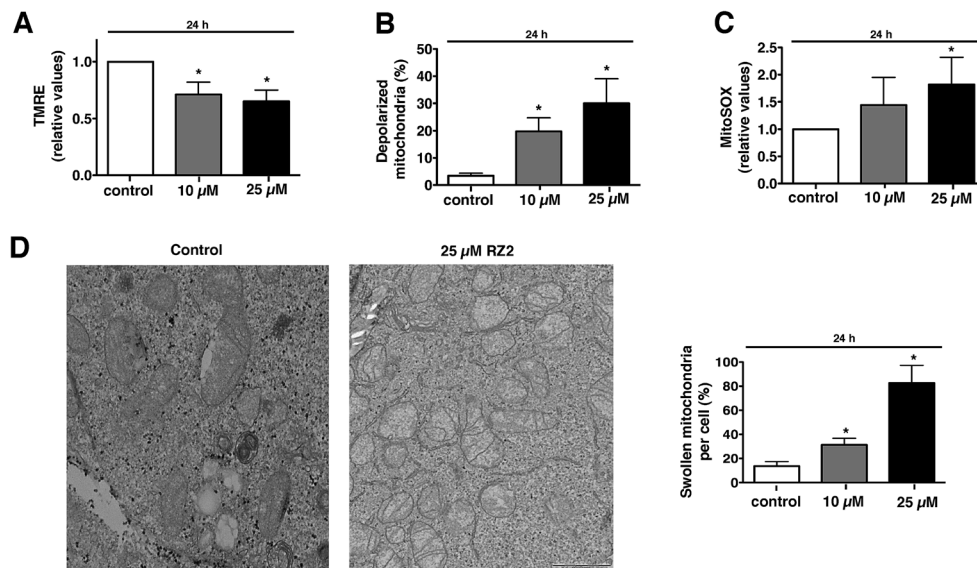 A
24 h
TMRE
(relative values)
1.0
0.5
0.0
*
*
control
10 µM
25 µM
B
24 h
Depolarized
mitochondria (%)
50
40
30
20
10
0
*
*
control
10 µM
25 µM
C
24 h
MitoSOX
(relative values)
2.5
2.0
1.5
1.0
0.5
0.0
*
control
10 µM
25 µM
D
Control
25 µM RZ2
24 h
Swollen mitochondria
per cell (%)
100
80
60
40
20
0
*
*
control
10 µM
25 µM